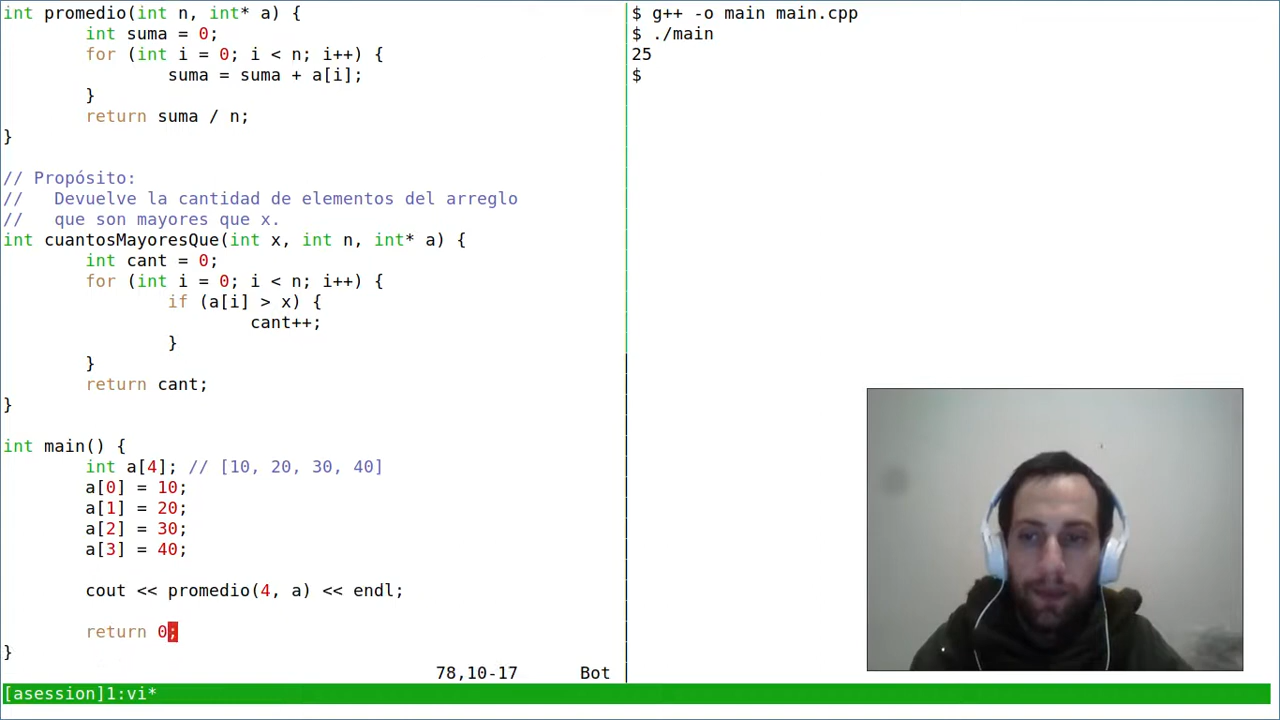 int promedio(int n, int* a) {
        int suma = 0;
        for (int i = 0; i < n; i++) {
                suma = suma + a[i];
        }
        return suma / n;
}
// Propósito:
//   Devuelve la cantidad de elementos del arreglo
//   que son mayores que x.
int cuantosMayoresQue(int x, int n, int* a) {
        int cant = 0;
        for (int i = 0; i < n; i++) {
                if (a[i] > x) {
                        cant++;
                }
        }
        return cant;
}
int main() {
        int a[4]; // [10, 20, 30, 40]
        a[0] = 10;
        a[1] = 20;
        a[2] = 30;
        a[3] = 40;
        cout << promedio(4, a) << endl;
        return 0;
}
78,10-17      Bot
$ g++ -o main main.cpp
$ ./main
25
$
[asession]1:vi*